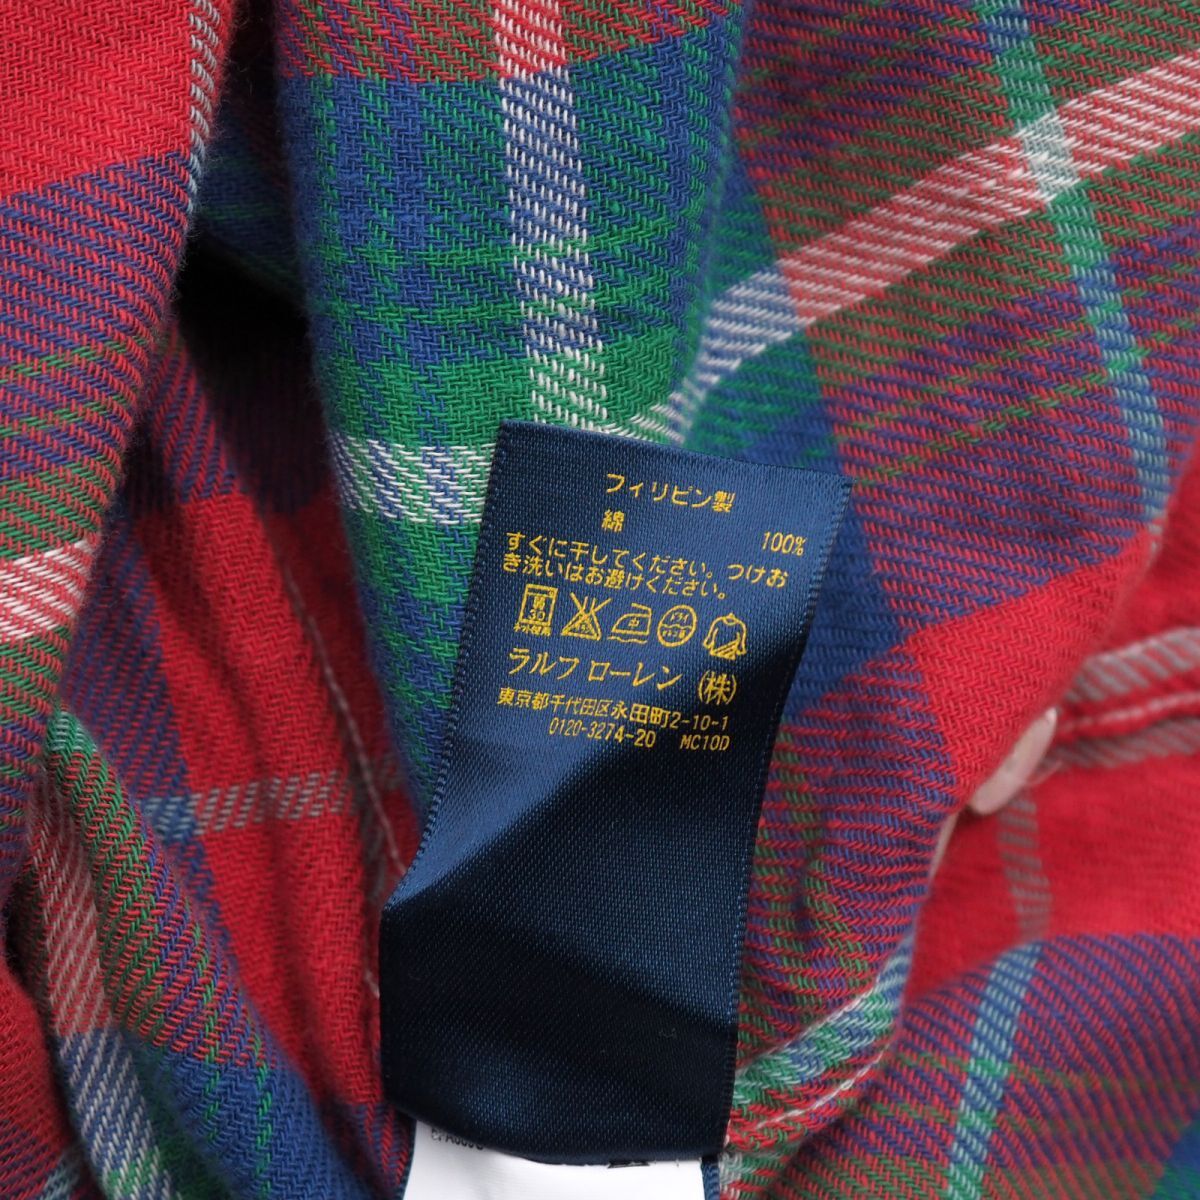 フィリピン製
綿 100%
すぐに干してください。つけお
き洗いはお避けください。
ラルフ ローレン (株)
東京都千代田区永田町2-10-1
0120-3274-20 MC10D